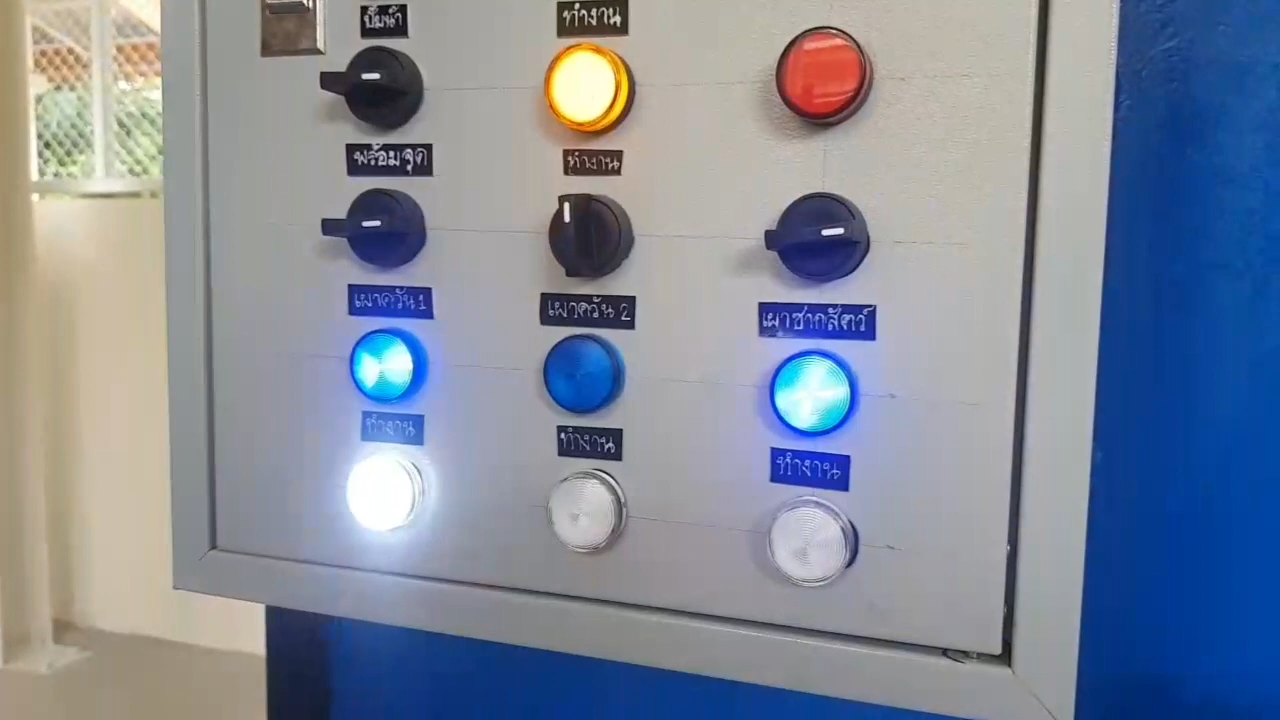 ปั๊มน้ำ
ทำงาน
พร้อมจุด
ทำงาน
เผาควัน 1
เผาควัน 2
เผาซากสัตว์
ทำงาน
ทำงาน
ทำงาน